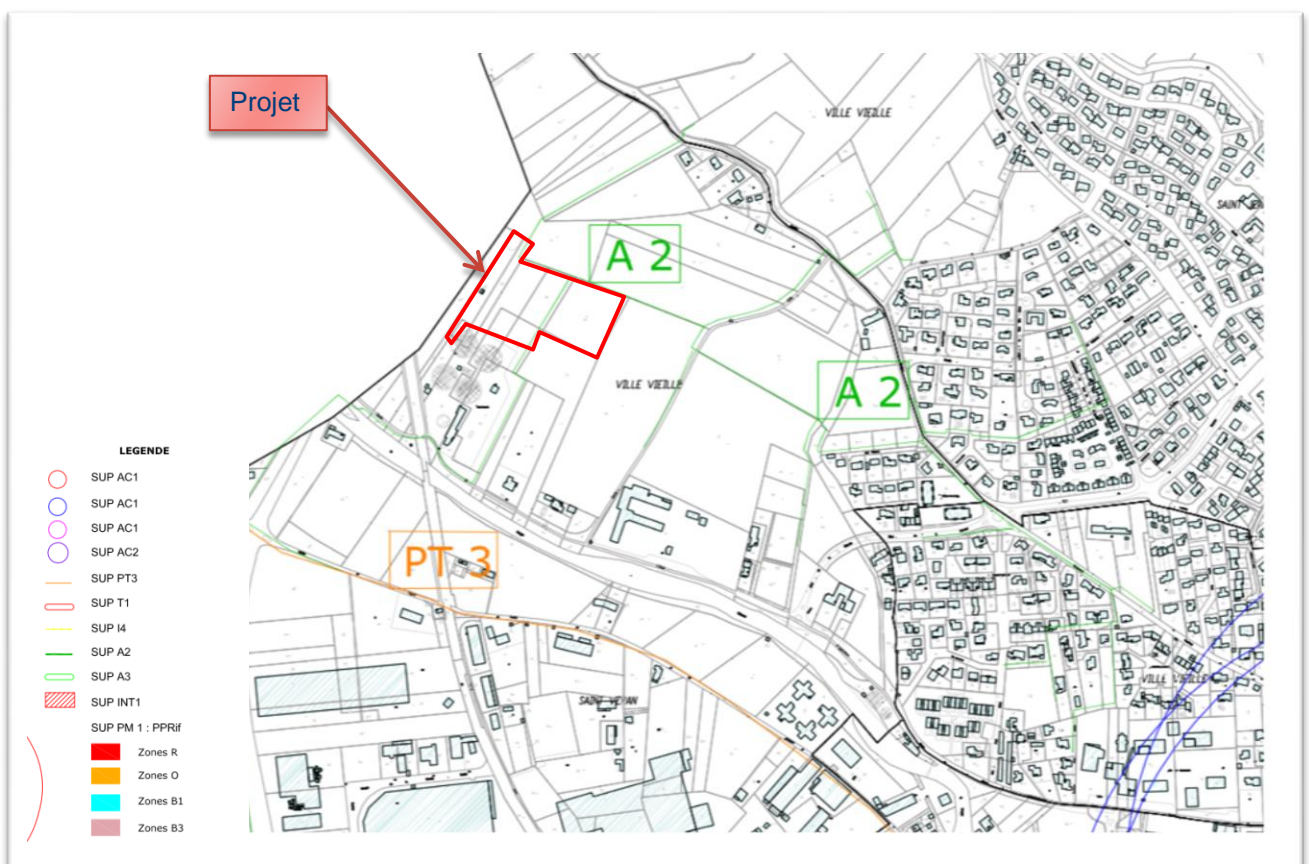 Projet
VILLE VIEILLE
A 2
VILLE VIEILLE
A 2
PT 3
VILLE VIEILLE
LEGENDE
SUP AC1
SUP AC1
SUP AC1
SUP AC2
SUP PT3
SUP T1
SUP I4
SUP A2
SUP A3
SUP INT1
SUP PM 1 : PPRif
Zones R
Zones O
Zones B1
Zones B3